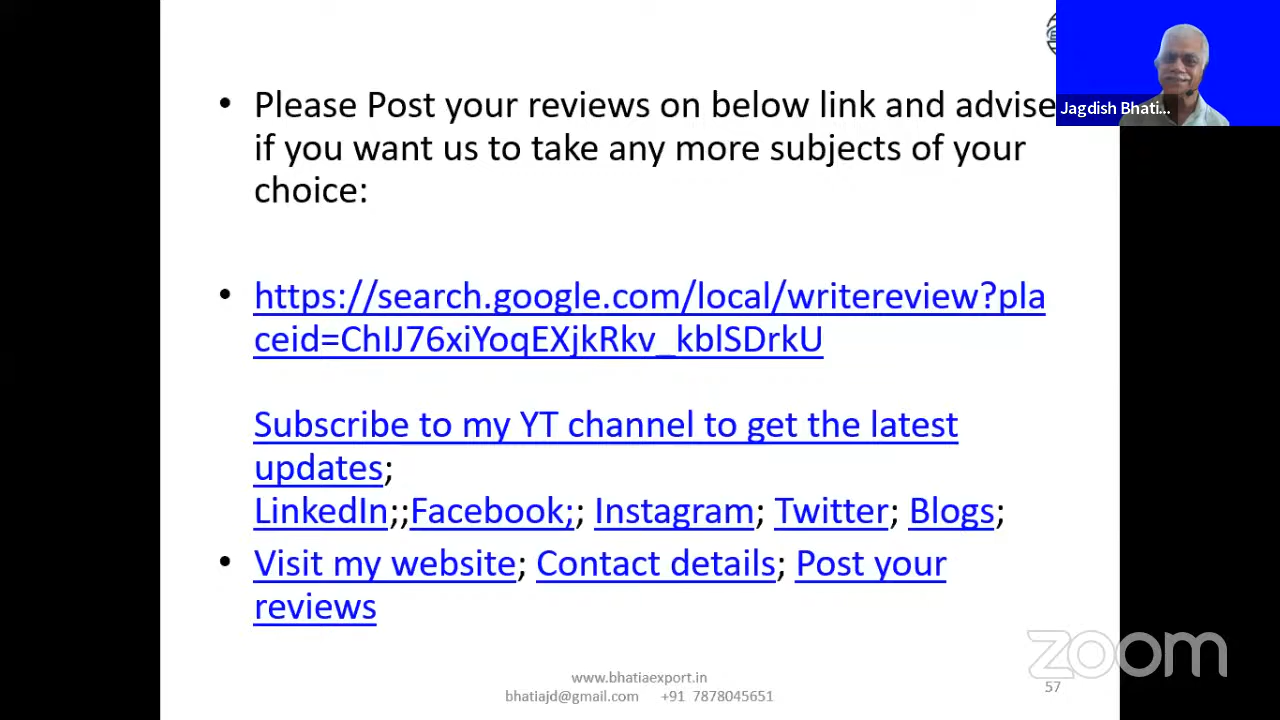 • Please Post your reviews on below link and advise
if you want us to take any more subjects of your
choice:
• https://search.google.com/local/writereview?pla
ceid=ChIJ76xiYoqEXjkRkv_kblSDrkU
Subscribe to my YT channel to get the latest
updates;
LinkedIn;;Facebook;; Instagram; Twitter; Blogs;
• Visit my website; Contact details; Post your
reviews
www.bhatiaexport.in
bhatiajd@gmail.com +91 7878045651
57
Jagdish Bhati...
zoom